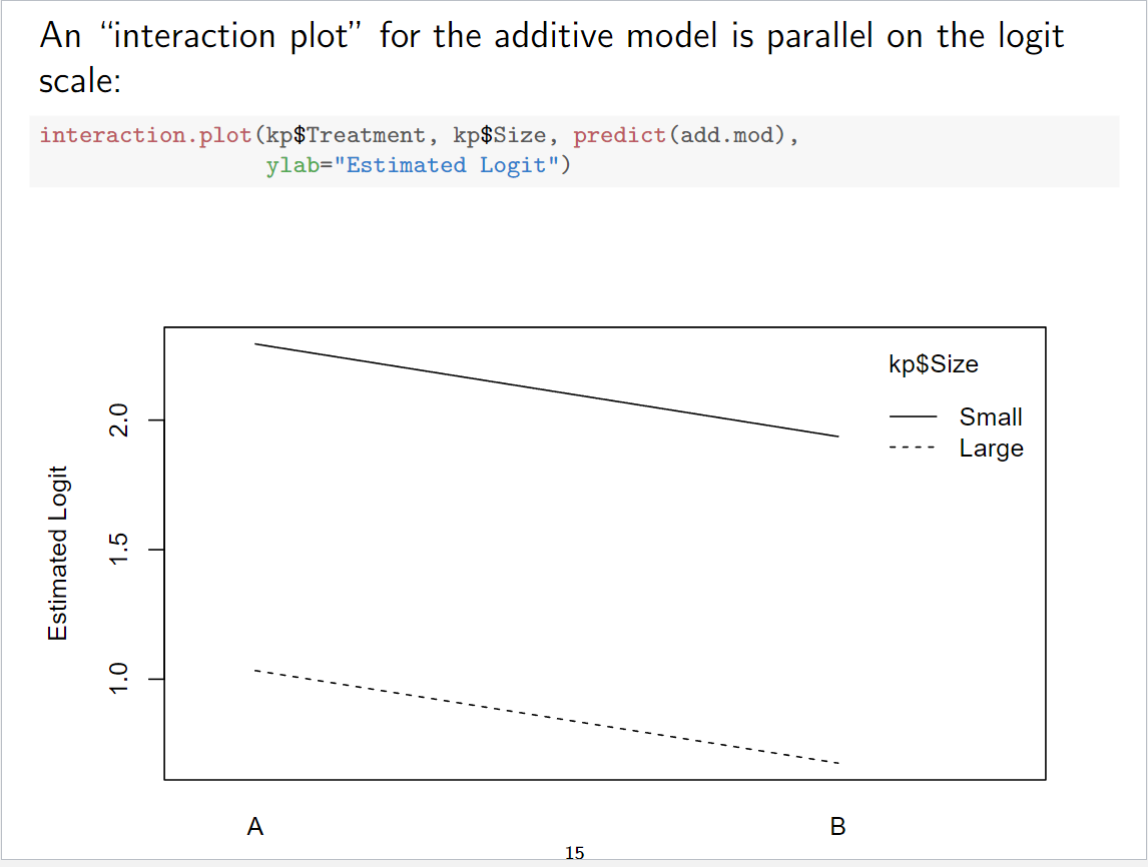 An “interaction plot” for the additive model is parallel on the logit
scale:
interaction.plot(kp$Treatment, kp$Size, predict(add.mod),
ylab="Estimated Logit")
kp$Size
Small
Large
2.0
1.5
1.0
Estimated Logit
A
B
15